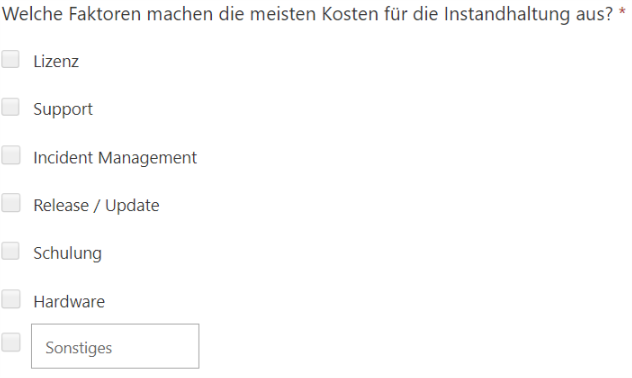 Welche Faktoren machen die meisten Kosten für die Instandhaltung aus? *
Lizenz
Support
Incident Management
Release / Update
Schulung
Hardware
Sonstiges